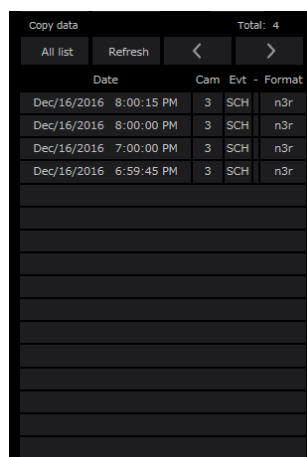 Copy data Total: 4
All list Refresh < >
Date Cam Evt - Format
Dec/16/2016 8:00:15 PM 3 SCH n3r
Dec/16/2016 8:00:00 PM 3 SCH n3r
Dec/16/2016 7:00:00 PM 3 SCH n3r
Dec/16/2016 6:59:45 PM 3 SCH n3r